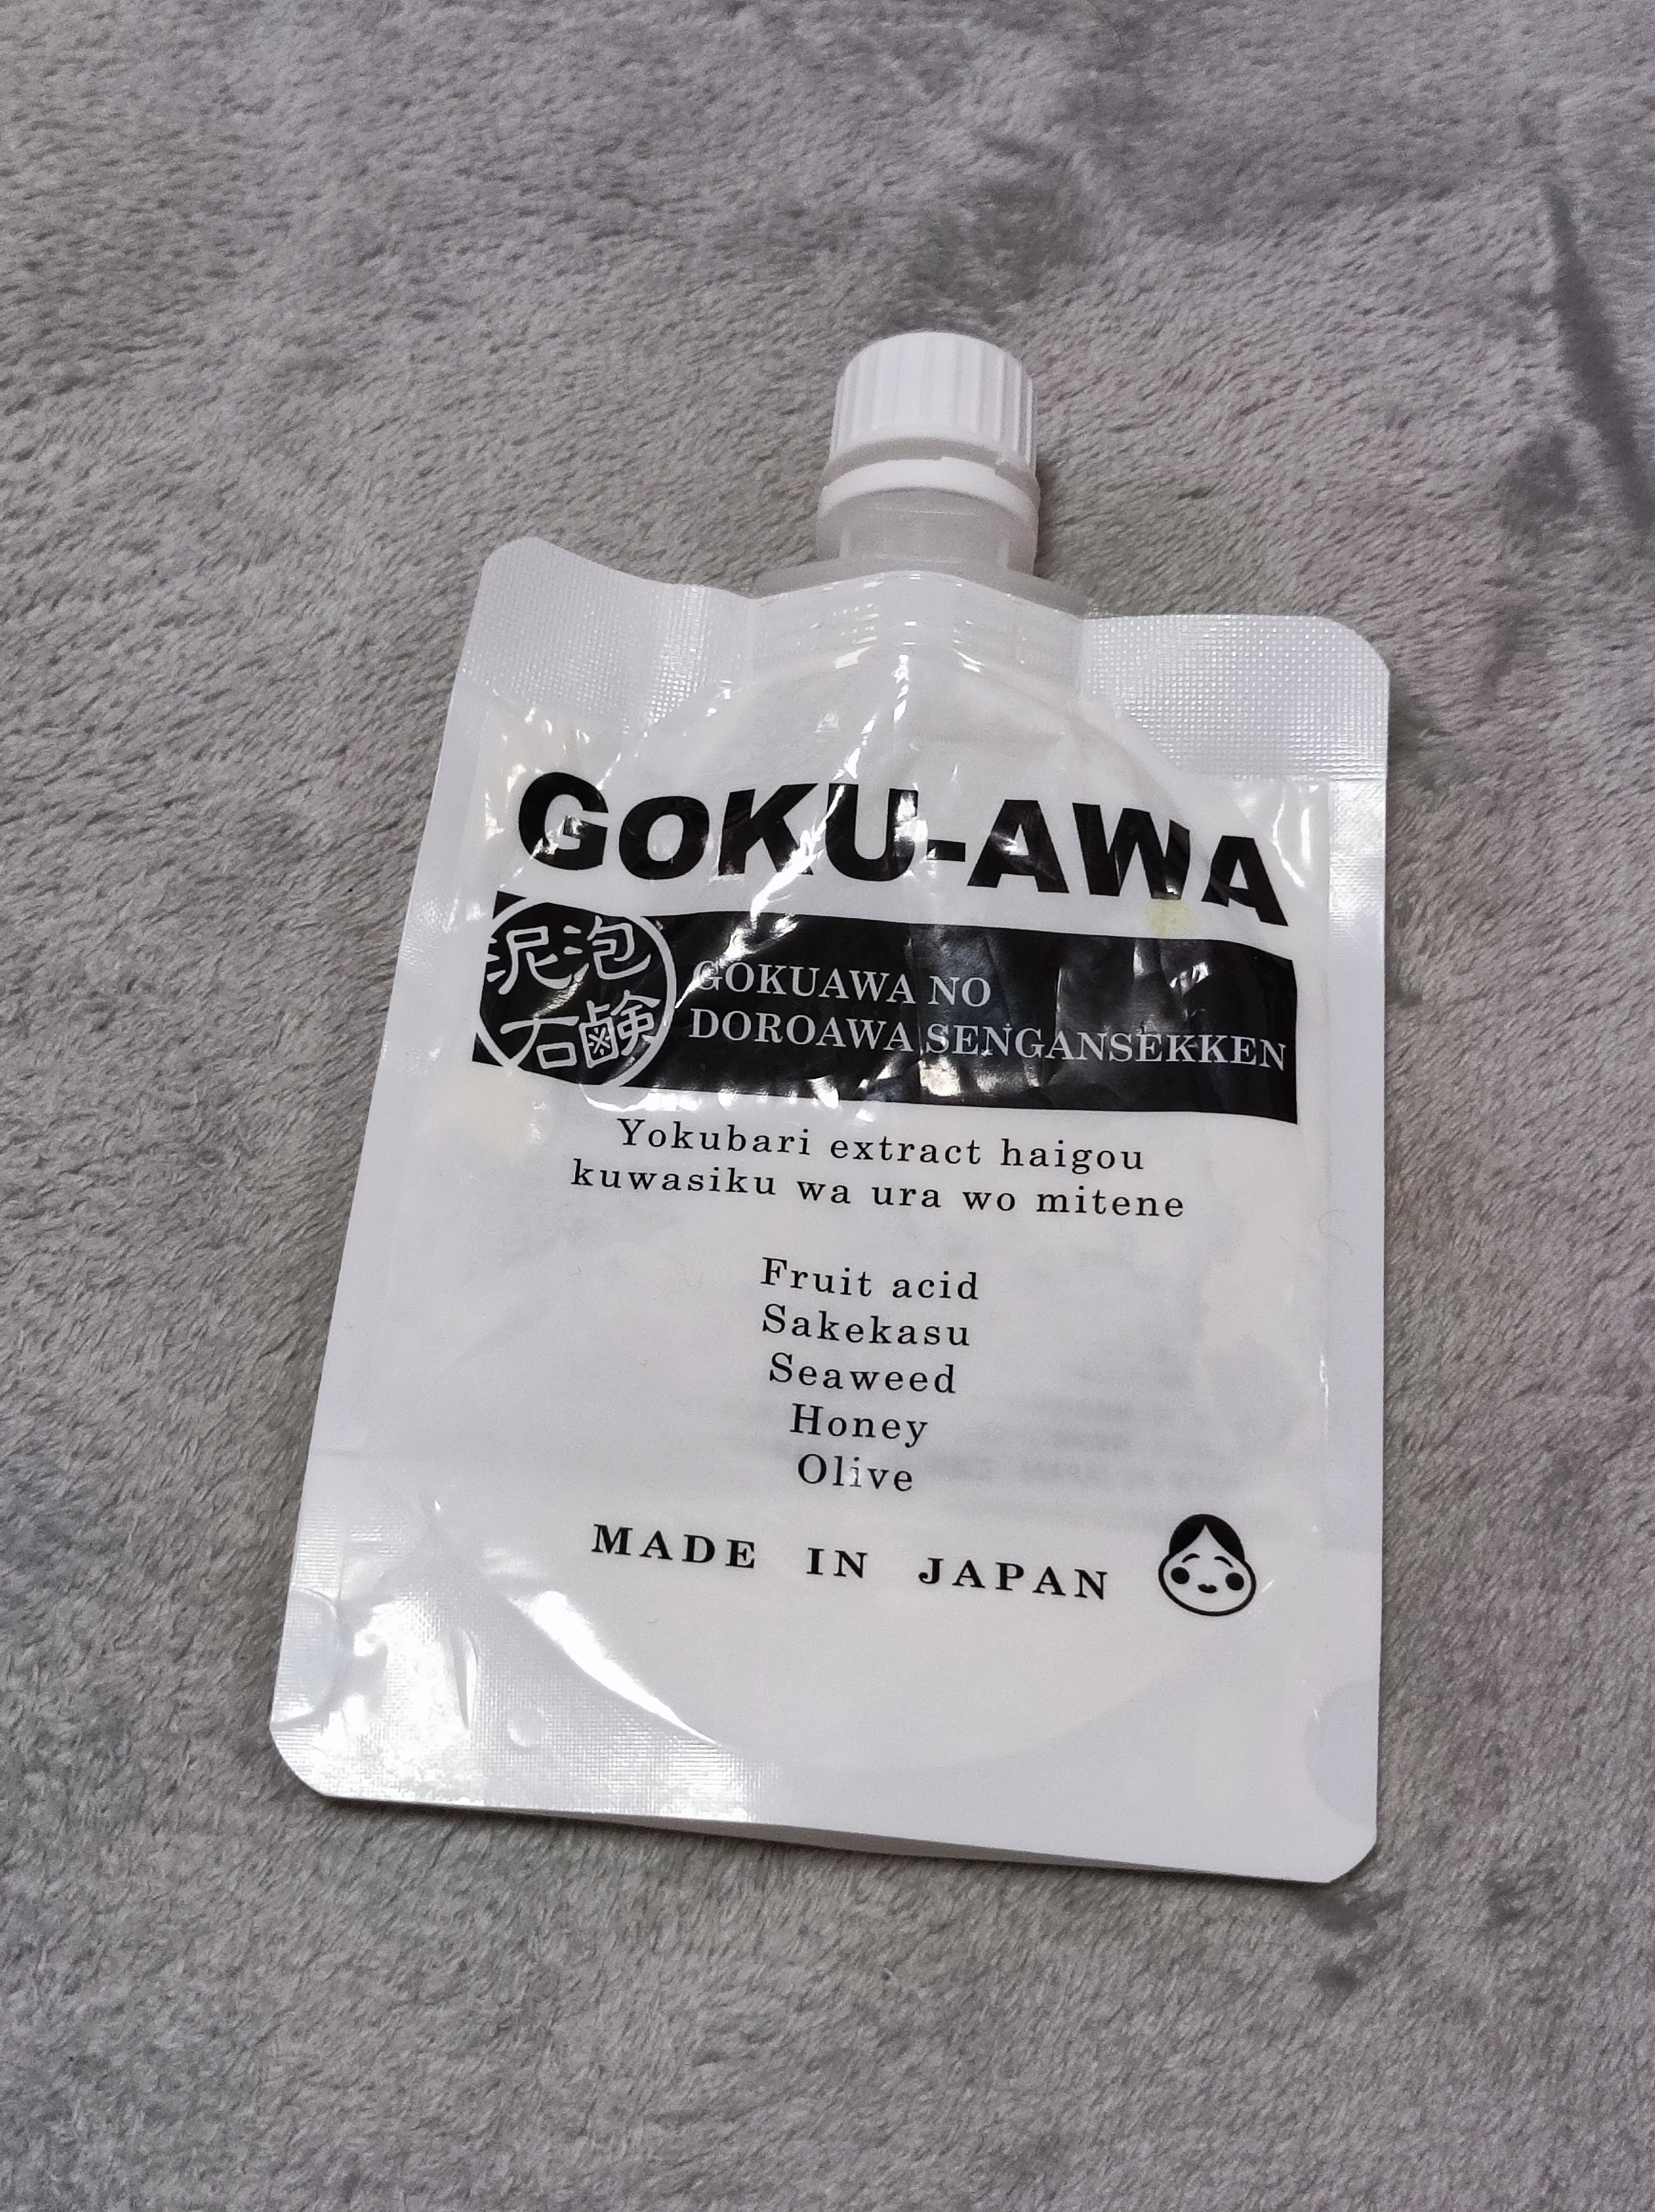 GOKU-AWA
泥泡
石鹸
GOKUAWA NO
DOROAWA SENGANSEKKEN
Yokubari extract haigou
kuwasiku wa ura wo mitene
Fruit acid
Sakekasu
Seaweed
Honey
Olive
MADE IN JAPAN